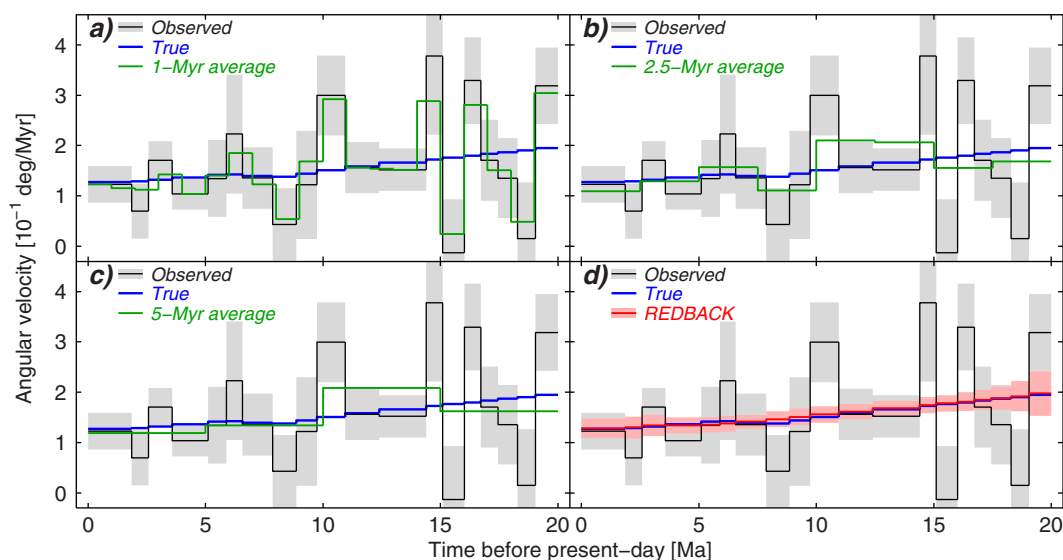 a)
Observed
True
1–Myr average
b)
Observed
True
2.5–Myr average
c)
Observed
True
5–Myr average
d)
Observed
True
REDBACK
Angular velocity [10⁻¹ deg/Myr]
4
3
2
1
0
4
3
2
1
0
0 5 10 15 20 0 5 10 15 20
Time before present–day [Ma]